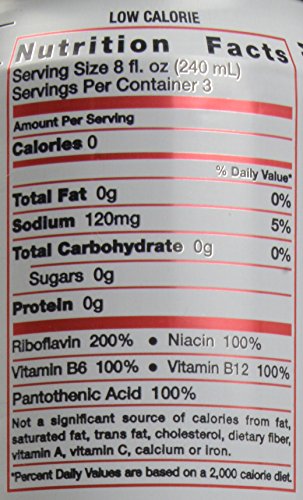 LOW CALORIE
Nutrition Facts
Serving Size 8 fl. oz (240 mL)
Servings Per Container 3
Amount Per Serving
Calories 0
% Daily Value*
Total Fat 0g 0%
Sodium 120mg 5%
Total Carbohydrate 0g 0%
Sugars 0g
Protein 0g
Riboflavin 200% • Niacin 100%
Vitamin B6 100% • Vitamin B12 100%
Pantothenic Acid 100%
Not a significant source of calories from fat,
saturated fat, trans fat, cholesterol, dietary fiber,
vitamin A, vitamin C, calcium or iron.
*Percent Daily Values are based on a 2,000 calorie diet.